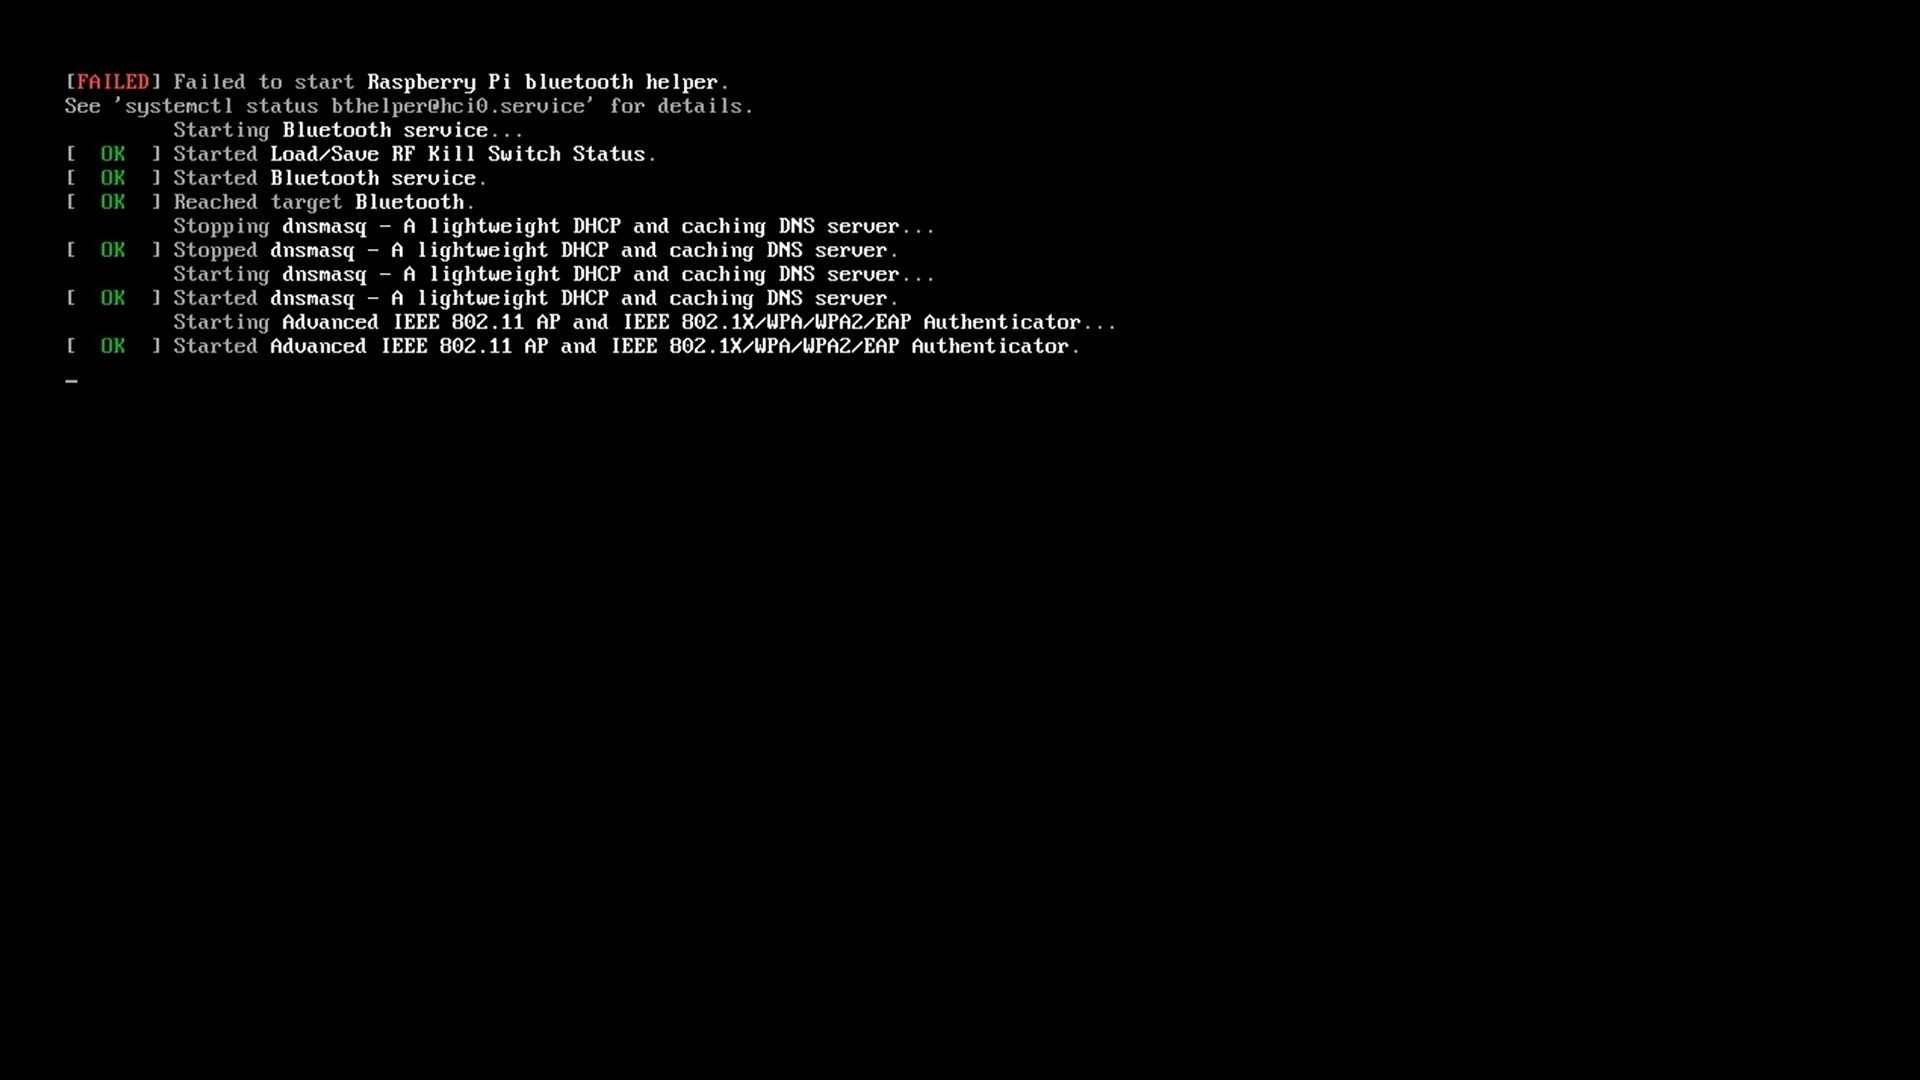 [FAILED] Failed to start Raspberry Pi bluetooth helper.
See 'systemctl status bthelper@hci0.service' for details.
         Starting Bluetooth service...
[  OK  ] Started Load/Save RF Kill Switch Status.
[  OK  ] Started Bluetooth service.
[  OK  ] Reached target Bluetooth.
         Stopping dnsmasq - A lightweight DHCP and caching DNS server...
[  OK  ] Stopped dnsmasq - A lightweight DHCP and caching DNS server.
         Starting dnsmasq - A lightweight DHCP and caching DNS server...
[  OK  ] Started dnsmasq - A lightweight DHCP and caching DNS server.
         Starting Advanced IEEE 802.11 AP and IEEE 802.1X/WPA/WPA2/EAP Authenticator...
[  OK  ] Started Advanced IEEE 802.11 AP and IEEE 802.1X/WPA/WPA2/EAP Authenticator.
_